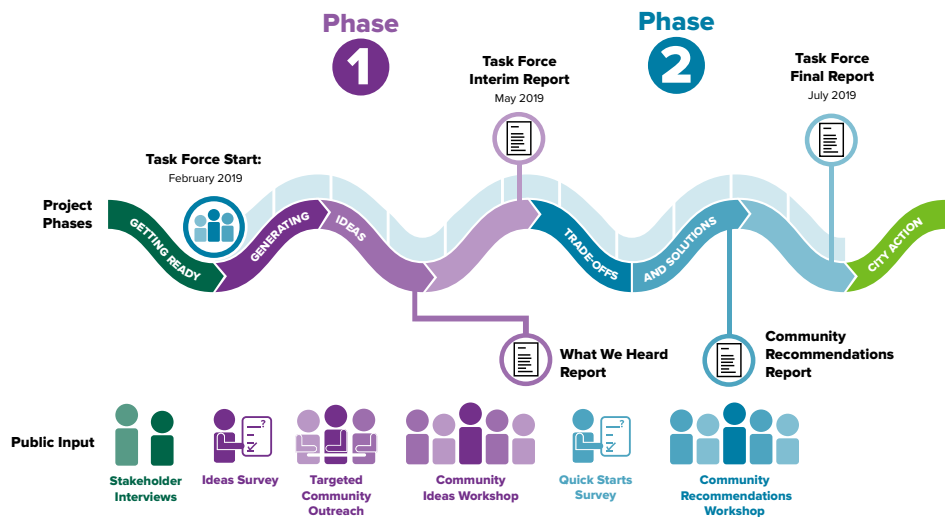 Phase
1
Phase
2
Task Force
Interim Report
May 2019
Task Force
Final Report
July 2019
Task Force Start:
February 2019
Project
Phases
GETTING READY
GENERATING
IDEAS
TRADE-OFFS
AND SOLUTIONS
CITY ACTION
What We Heard
Report
Community
Recommendations
Report
Public Input
?
?
Stakeholder
Interviews
Ideas Survey
Targeted
Community
Outreach
Community
Ideas Workshop
Quick Starts
Survey
Community
Recommendations
Workshop